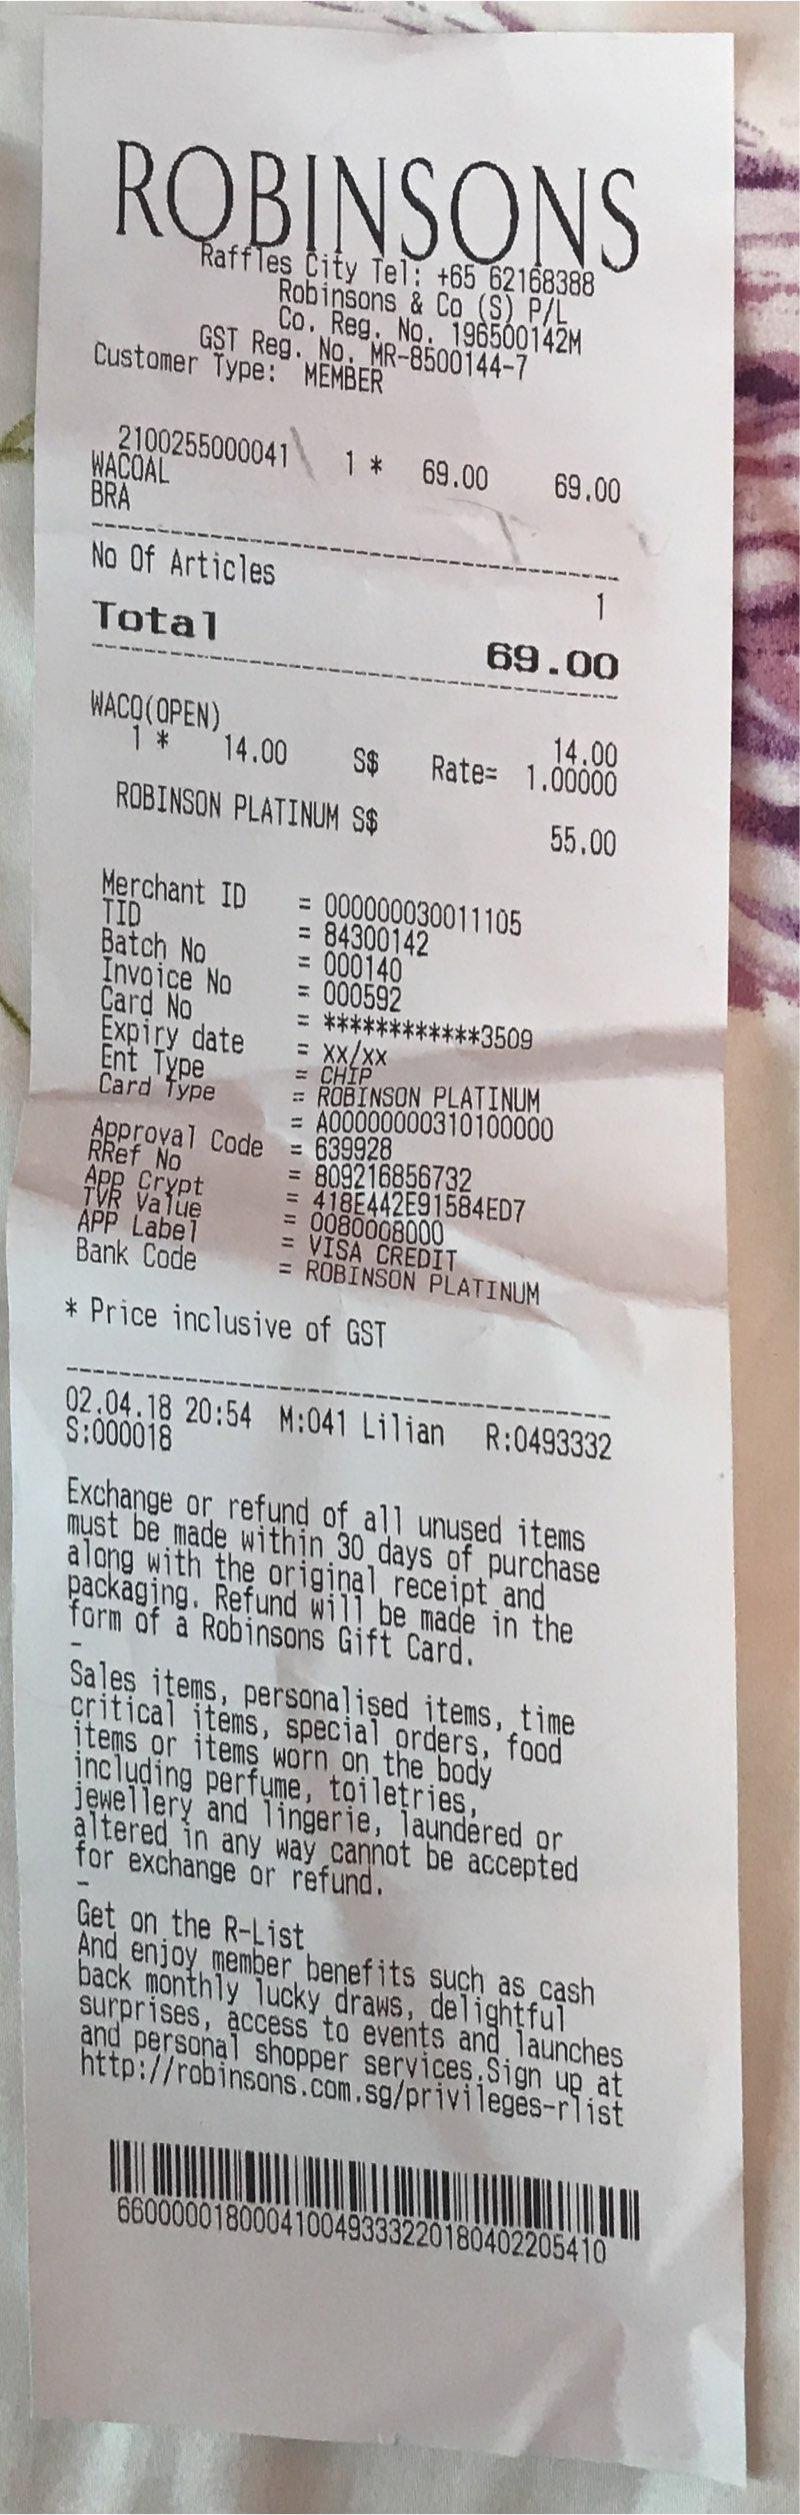 ROBINSONS
Raffles City Tel: +65 62168388
Robinsons & Co (S) P/L
Co. Reg. No. 196500142M
GST Reg. No. MR-8500144-7
Customer Type: MEMBER
2100255000041 1 * 69.00 69.00
WACOAL
BRA
No Of Articles 1
Total 69.00
WACO(OPEN) 14.00
1 * 14.00 S$ Rate= 1.00000
ROBINSON PLATINUM S$ 55.00
Merchant ID = 000000030011105
TID = 84300142
Batch No = 000140
Invoice No = 000592
Card No = ************3509
Expiry date = xx/xx
Ent Type = CHIP
Card Type = ROBINSON PLATINUM
= A0000000031010000​0
Approval Code = 639928
RRef No = 809216856732
App Crypt = 418E442E91584ED7
TVR Value = 0080008000
APP Label = VISA CREDIT
Bank Code = ROBINSON PLATINUM
* Price inclusive of GST
02.04.18 20:54 M:041 Lilian R:0493332
S:000018
Exchange or refund of all unused items
must be made within 30 days of purchase
along with the original receipt and
packaging. Refund will be made in the
form of a Robinsons Gift Card.
-
Sales items, personalised items, time
critical items, special orders, food
items or items worn on the body
including perfume, toiletries,
jewellery and lingerie, laundered or
altered in any way cannot be accepted
for exchange or refund.
-
Get on the R-List
And enjoy member benefits such as cash
back monthly lucky draws, delightful
surprises, access to events and launches
and personal shopper services.Sign up at
http://robinsons.com.sg/privileges-rlist
660000018000410049333220180402205410